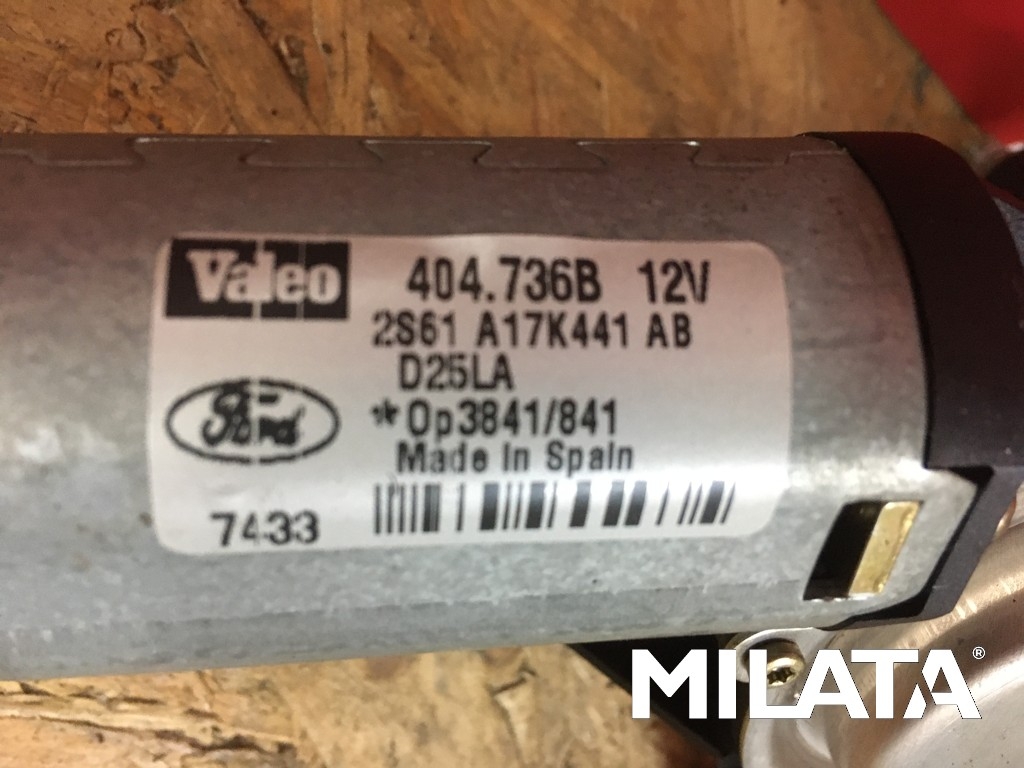 Valeo 404.736B 12V
2S61 A17K441 AB
D25LA
Ford *Op3841/841
Made In Spain
7433
MILATA®